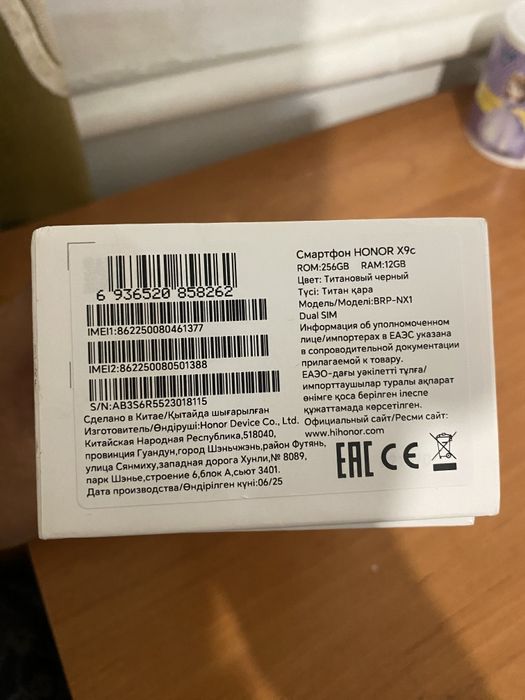 6 936520 858262
IMEI1:862250080461377
IMEI2:862250080501388
S/N:AB3S6R5523018115
Сделано в Китае/Қытайда шығарылған
Изготовитель/Өндіруші:Honor Device Co., Ltd.
Китайская Народная Республика,518040,
провинция Гуандун,город Шэньчжэнь,район Футянь,
улица Сянмиху,западная дорога Хунли,№ 8089,
парк Шэнье,строение 6,блок А,сьют 3401.
Дата производства/Өндірілген күні:06/25
Смартфон HONOR X9c
ROM:256GB RAM:12GB
Цвет: Титановый черный
Түсі: Титан қара
Модель/Моделі:BRP-NX1
Dual SIM
Информация об уполномоченном
лице/импортерах в ЕАЭС указана
в сопроводительной документации
прилагаемой к товару.
ЕАЭО-дағы уәкілетті тұлға/
импорттаушылар туралы ақпарат
өнімге қоса берілген ілеспе
құжаттамада көрсетілген.
Официальный сайт/Ресми сайт:
www.hihonor.com
EAC CE